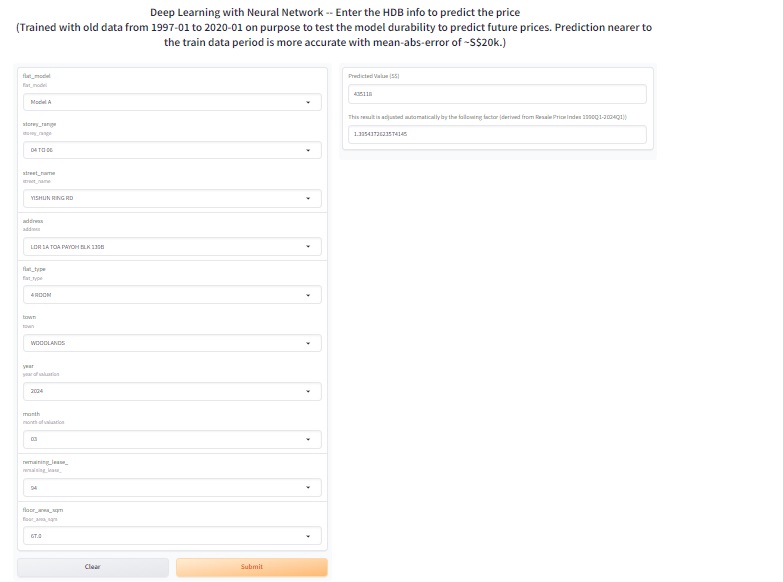 Deep Learning with Neural Network -- Enter the HDB info to predict the price
(Trained with old data from 1997-01 to 2020-01 on purpose to test the model durability to predict future prices. Prediction nearer to
the train data period is more accurate with mean-abs-error of ~S$20k.)
flat_model
flat_model
Model A
storey_range
storey_range
04 TO 06
street_name
street_name
YISHUN RING RD
address
address
LOR 1A TOA PAYOH BLK 139B
flat_type
flat_type
4 ROOM
town
town
WOODLANDS
year
year of valuation
2024
month
month of valuation
03
remaining_lease_
remaining_lease_
94
floor_area_sqm
floor_area_sqm
67.0
Clear
Submit
Predicted Value (S$)
435118
This result is adjusted automatically by the following factor (derived from Resale Price Index 1990Q1-2024Q1))